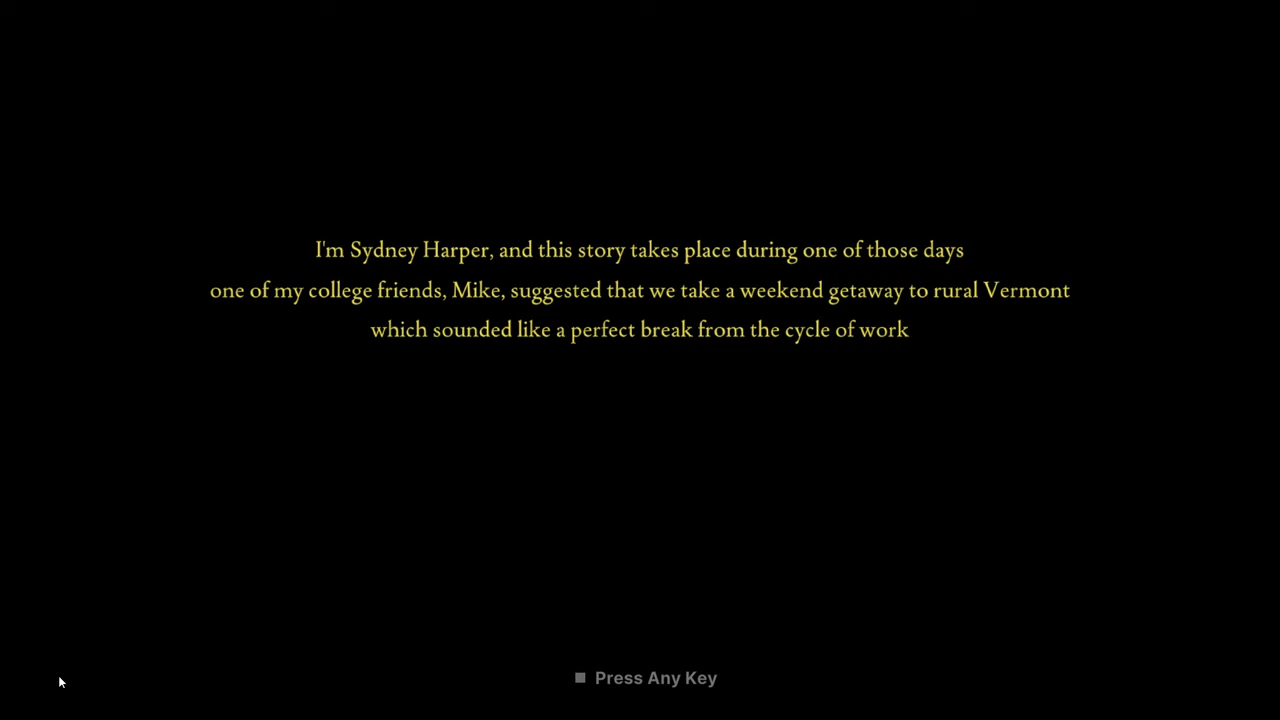 I'm Sydney Harper, and this story takes place during one of those days
one of my college friends, Mike, suggested that we take a weekend getaway to rural Vermont
which sounded like a perfect break from the cycle of work
Press Any Key